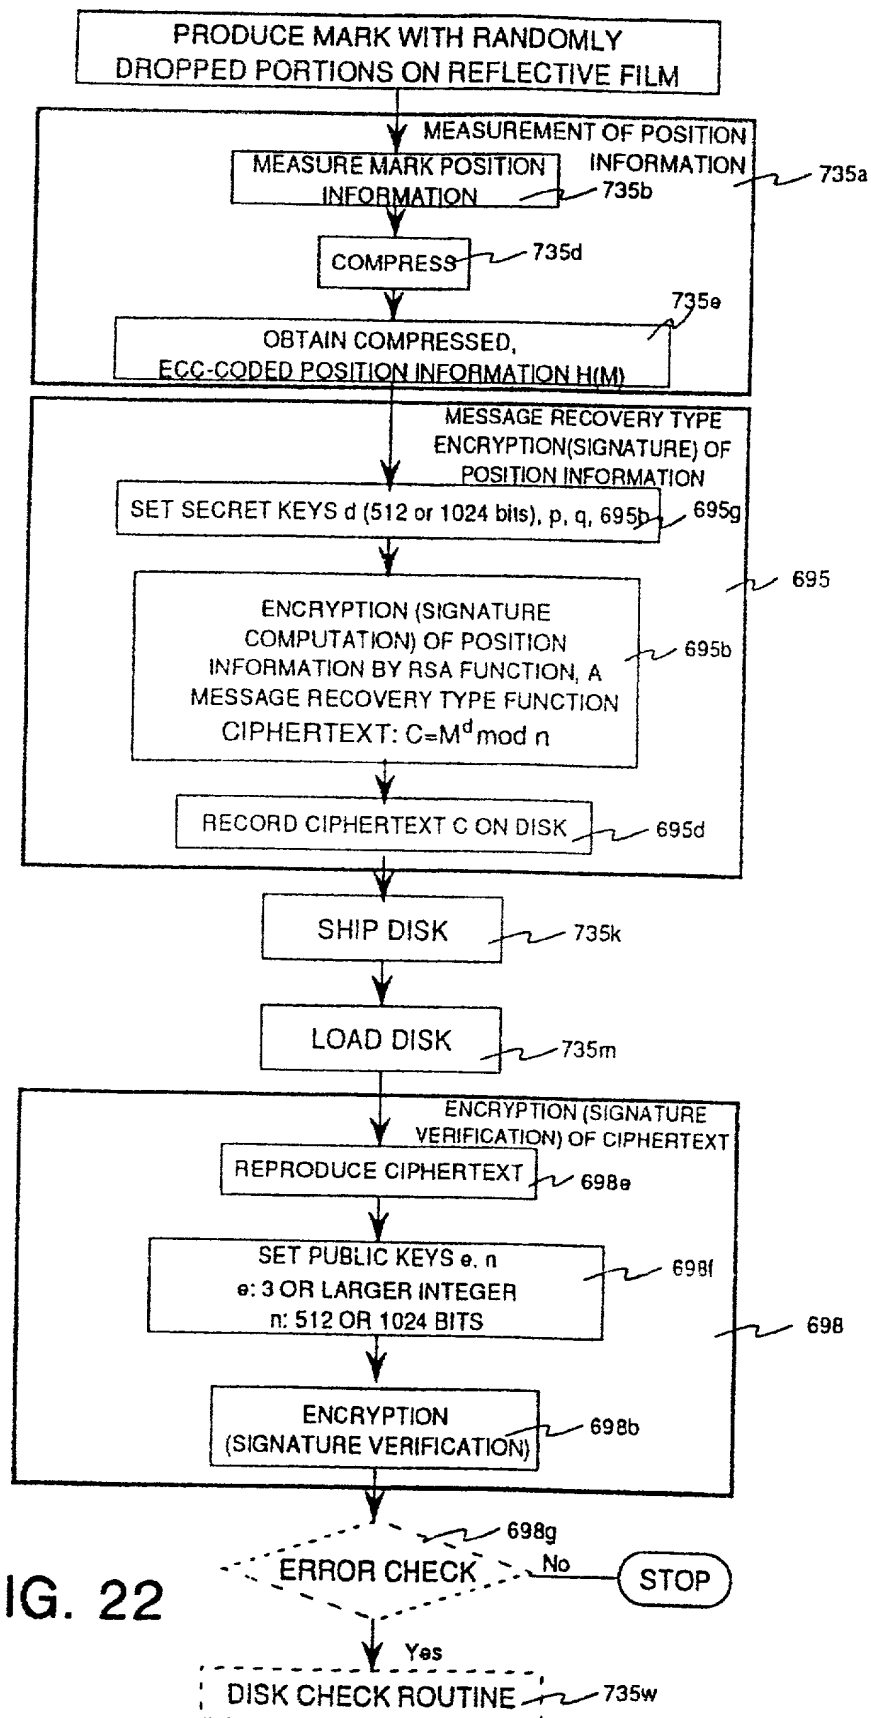 PRODUCE MARK WITH RANDOMLY
DROPPED PORTIONS ON REFLECTIVE FILM
MEASUREMENT OF POSITION
INFORMATION
735a
MEASURE MARK POSITION
INFORMATION
735b
COMPRESS
735d
735e
OBTAIN COMPRESSED,
ECC-CODED POSITION INFORMATION H(M)
MESSAGE RECOVERY TYPE
ENCRYPTION(SIGNATURE) OF
POSITION INFORMATION
SET SECRET KEYS d (512 or 1024 bits), p, q, 695b
695g
695
ENCRYPTION (SIGNATURE
COMPUTATION) OF POSITION
INFORMATION BY RSA FUNCTION, A
MESSAGE RECOVERY TYPE FUNCTION
CIPHERTEXT: C=M^d mod n
695b
RECORD CIPHERTEXT C ON DISK
695d
SHIP DISK
735k
LOAD DISK
735m
ENCRYPTION (SIGNATURE
VERIFICATION) OF CIPHERTEXT
REPRODUCE CIPHERTEXT
698e
SET PUBLIC KEYS e, n
e: 3 OR LARGER INTEGER
n: 512 OR 1024 BITS
698f
698
ENCRYPTION
(SIGNATURE VERIFICATION)
698b
698g
ERROR CHECK
No
STOP
IG. 22
Yes
DISK CHECK ROUTINE
735w